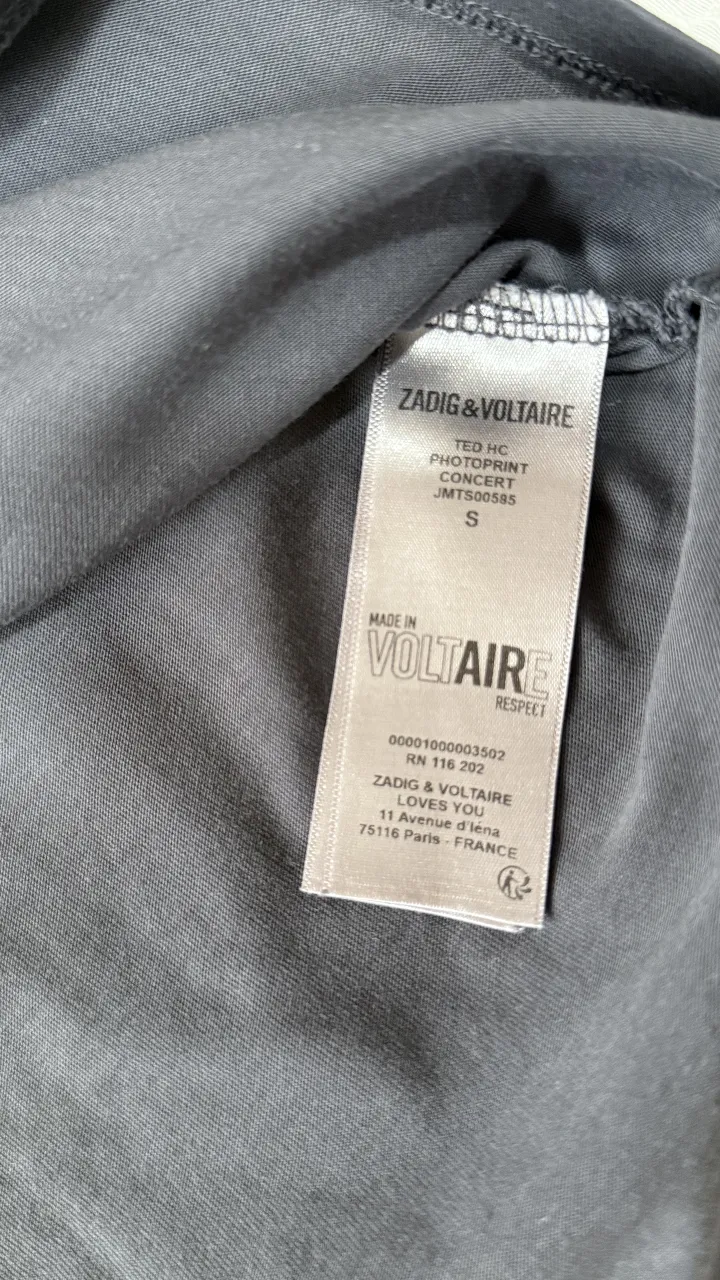 ZADIG&VOLTAIRE
TED HC
PHOTOPRINT
CONCERT
JMTS00585
S
MADE IN
VOLTAIRE
RESPECT
00001000003502
RN 116 202
ZADIG & VOLTAIRE
LOVES YOU
11 Avenue d'Iéna
75116 Paris - FRANCE